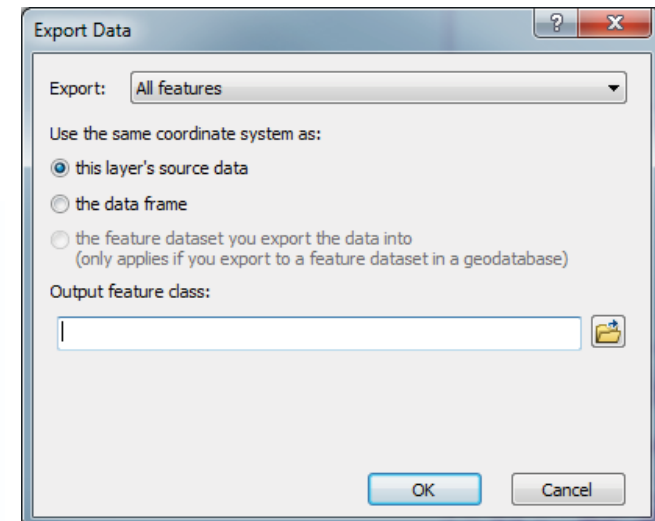 Export Data
?
X
Export: All features
Use the same coordinate system as:
this layer's source data
the data frame
the feature dataset you export the data into
(only applies if you export to a feature dataset in a geodatabase)
Output feature class:
OK Cancel